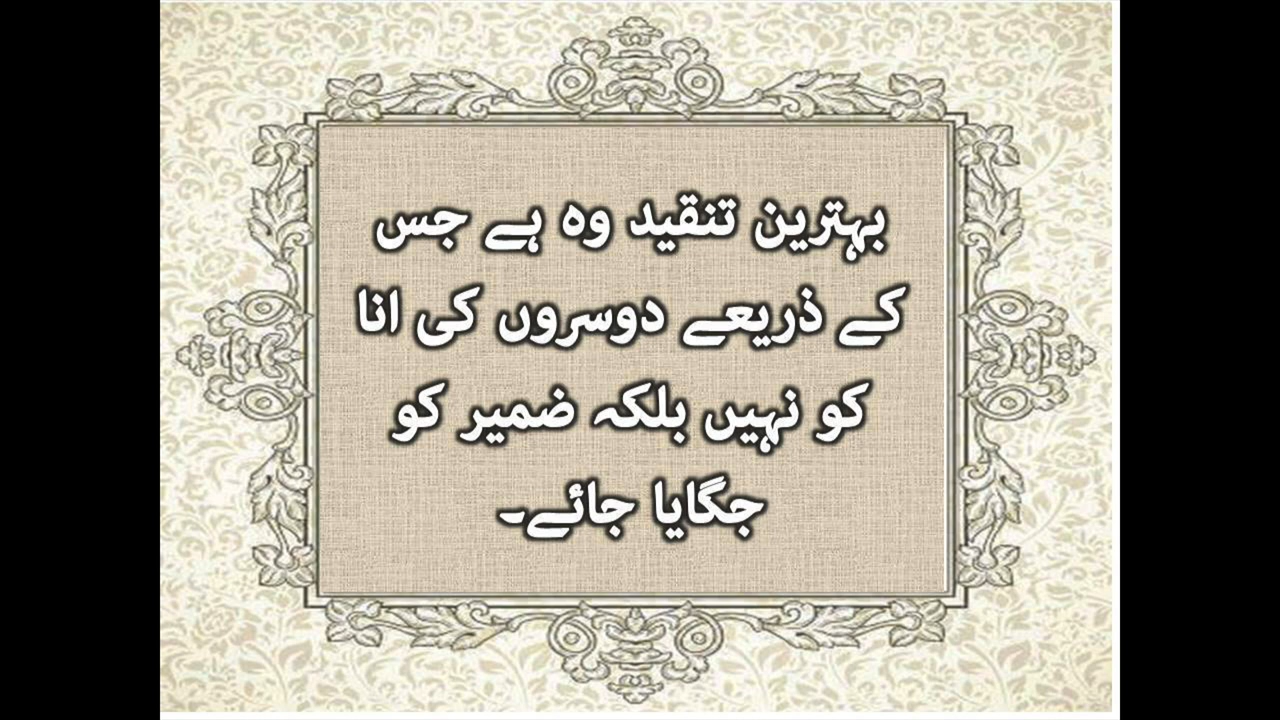 بہترین تنقید وہ ہے جس
کے ذریعے دوسروں کی انا
کو نہیں بلکہ ضمیر کو
جگایا جائے۔